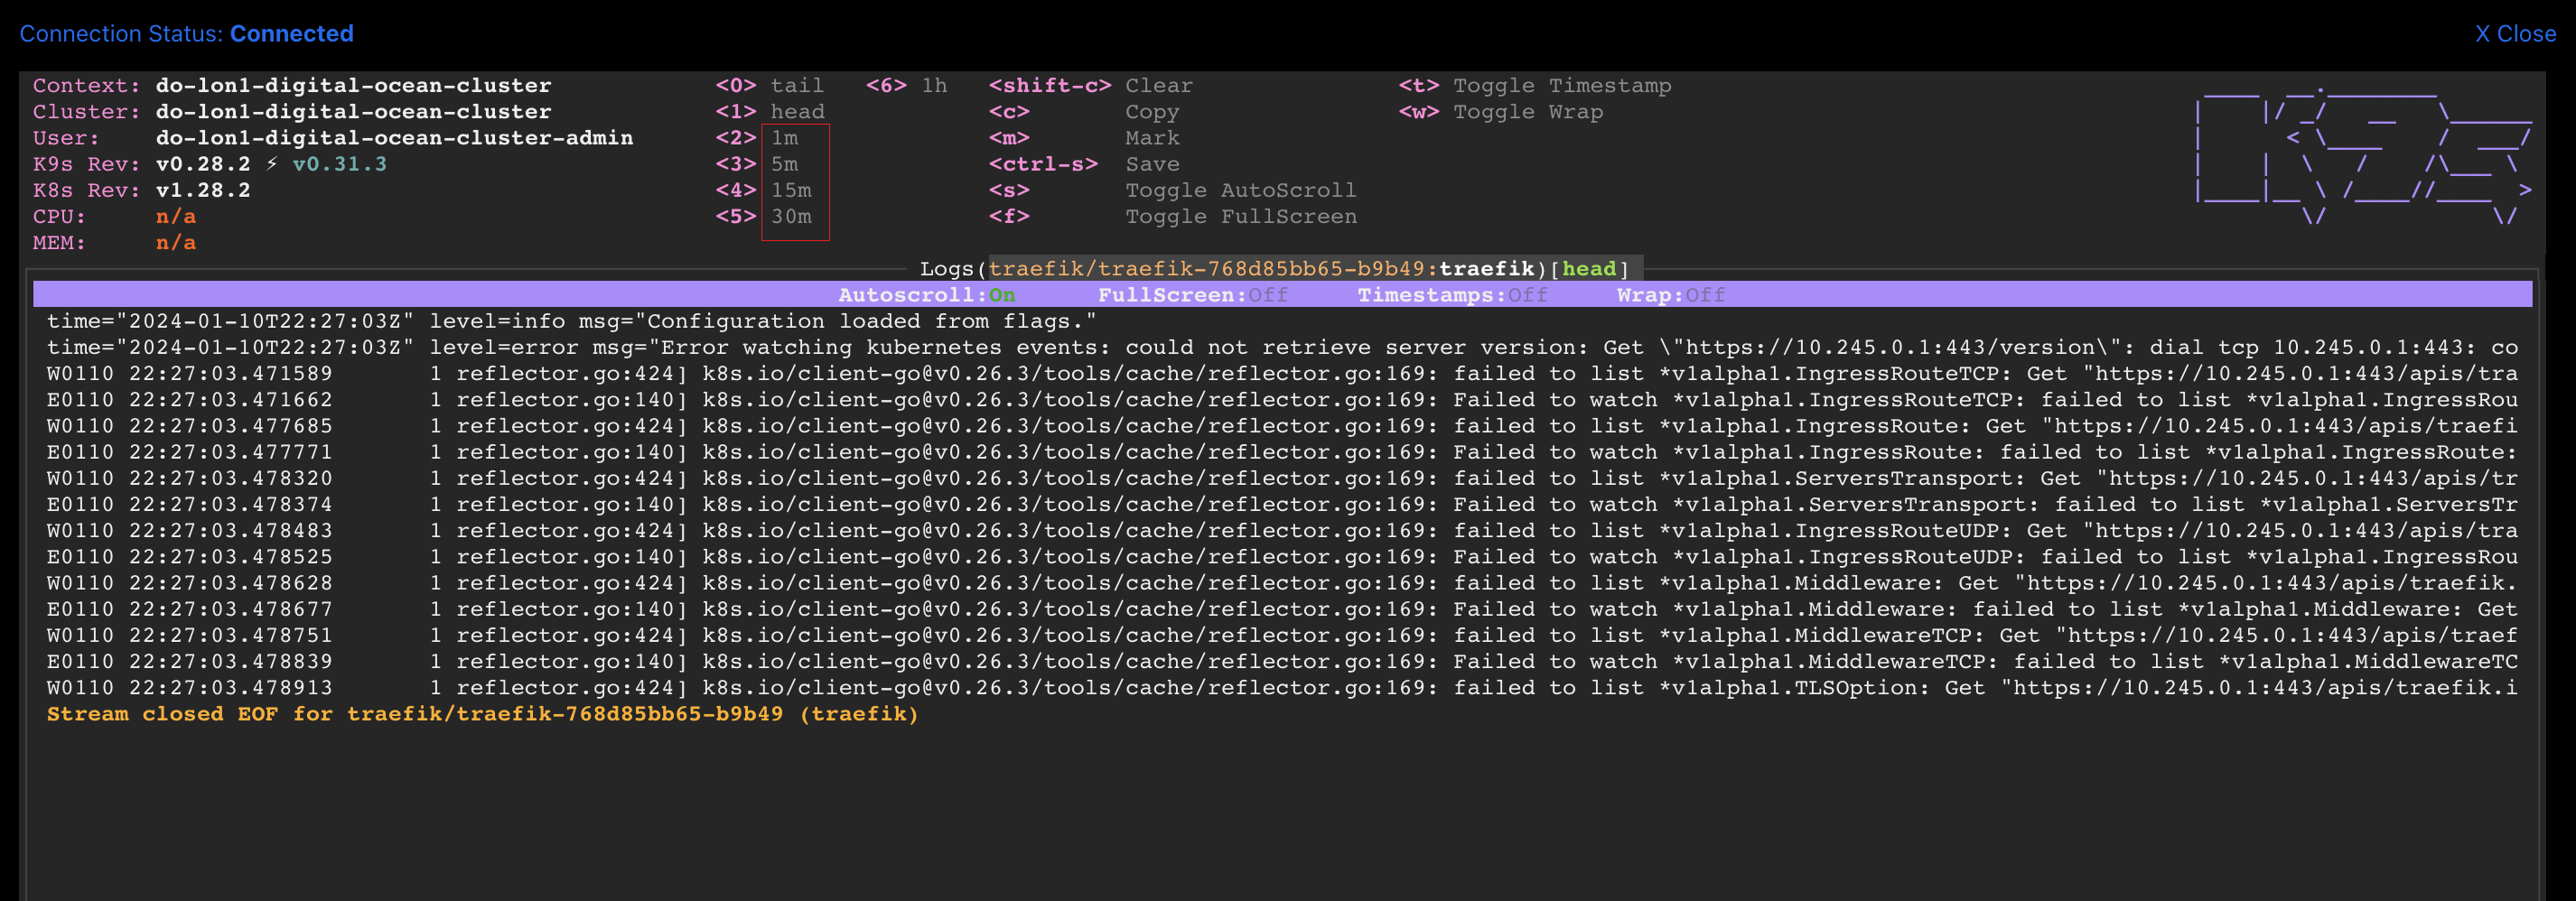 Connection Status: Connected X Close
Context: do-lon1-digital-ocean-cluster <0> tail <6> 1h <shift-c> Clear <t> Toggle Timestamp
Cluster: do-lon1-digital-ocean-cluster <1> head <c> Copy <w> Toggle Wrap
User: do-lon1-digital-ocean-cluster-admin <2> 1m <m> Mark
K9s Rev: v0.28.2 ⚡ v0.31.3 <3> 5m <ctrl-s> Save
K8s Rev: v1.28.2 <4> 15m <s> Toggle AutoScroll
CPU: n/a <5> 30m <f> Toggle FullScreen
MEM: n/a
Logs(traefik/traefik-768d85bb65-b9b49:traefik)[head]
Autoscroll:On FullScreen:Off Timestamps:Off Wrap:Off
time="2024-01-10T22:27:03Z" level=info msg="Configuration loaded from flags."
time="2024-01-10T22:27:03Z" level=error msg="Error watching kubernetes events: could not retrieve server version: Get \"https://10.245.0.1:443/version\": dial tcp 10.245.0.1:443: co
W0110 22:27:03.471589 1 reflector.go:424] k8s.io/client-go@v0.26.3/tools/cache/reflector.go:169: failed to list *v1alpha1.IngressRouteTCP: Get "https://10.245.0.1:443/apis/tra
E0110 22:27:03.471662 1 reflector.go:140] k8s.io/client-go@v0.26.3/tools/cache/reflector.go:169: Failed to watch *v1alpha1.IngressRouteTCP: failed to list *v1alpha1.IngressRou
W0110 22:27:03.477685 1 reflector.go:424] k8s.io/client-go@v0.26.3/tools/cache/reflector.go:169: failed to list *v1alpha1.IngressRoute: Get "https://10.245.0.1:443/apis/traefi
E0110 22:27:03.477771 1 reflector.go:140] k8s.io/client-go@v0.26.3/tools/cache/reflector.go:169: Failed to watch *v1alpha1.IngressRoute: failed to list *v1alpha1.IngressRoute:
W0110 22:27:03.478320 1 reflector.go:424] k8s.io/client-go@v0.26.3/tools/cache/reflector.go:169: failed to list *v1alpha1.ServersTransport: Get "https://10.245.0.1:443/apis/tr
E0110 22:27:03.478374 1 reflector.go:140] k8s.io/client-go@v0.26.3/tools/cache/reflector.go:169: Failed to watch *v1alpha1.ServersTransport: failed to list *v1alpha1.ServersTr
W0110 22:27:03.478483 1 reflector.go:424] k8s.io/client-go@v0.26.3/tools/cache/reflector.go:169: failed to list *v1alpha1.IngressRouteUDP: Get "https://10.245.0.1:443/apis/tra
E0110 22:27:03.478525 1 reflector.go:140] k8s.io/client-go@v0.26.3/tools/cache/reflector.go:169: Failed to watch *v1alpha1.IngressRouteUDP: failed to list *v1alpha1.IngressRou
W0110 22:27:03.478628 1 reflector.go:424] k8s.io/client-go@v0.26.3/tools/cache/reflector.go:169: failed to list *v1alpha1.Middleware: Get "https://10.245.0.1:443/apis/traefik.
E0110 22:27:03.478677 1 reflector.go:140] k8s.io/client-go@v0.26.3/tools/cache/reflector.go:169: Failed to watch *v1alpha1.Middleware: failed to list *v1alpha1.Middleware: Get
W0110 22:27:03.478751 1 reflector.go:424] k8s.io/client-go@v0.26.3/tools/cache/reflector.go:169: failed to list *v1alpha1.MiddlewareTCP: Get "https://10.245.0.1:443/apis/traef
E0110 22:27:03.478839 1 reflector.go:140] k8s.io/client-go@v0.26.3/tools/cache/reflector.go:169: Failed to watch *v1alpha1.MiddlewareTCP: failed to list *v1alpha1.MiddlewareTC
W0110 22:27:03.478913 1 reflector.go:424] k8s.io/client-go@v0.26.3/tools/cache/reflector.go:169: failed to list *v1alpha1.TLSOption: Get "https://10.245.0.1:443/apis/traefik.i
Stream closed EOF for traefik/traefik-768d85bb65-b9b49 (traefik)